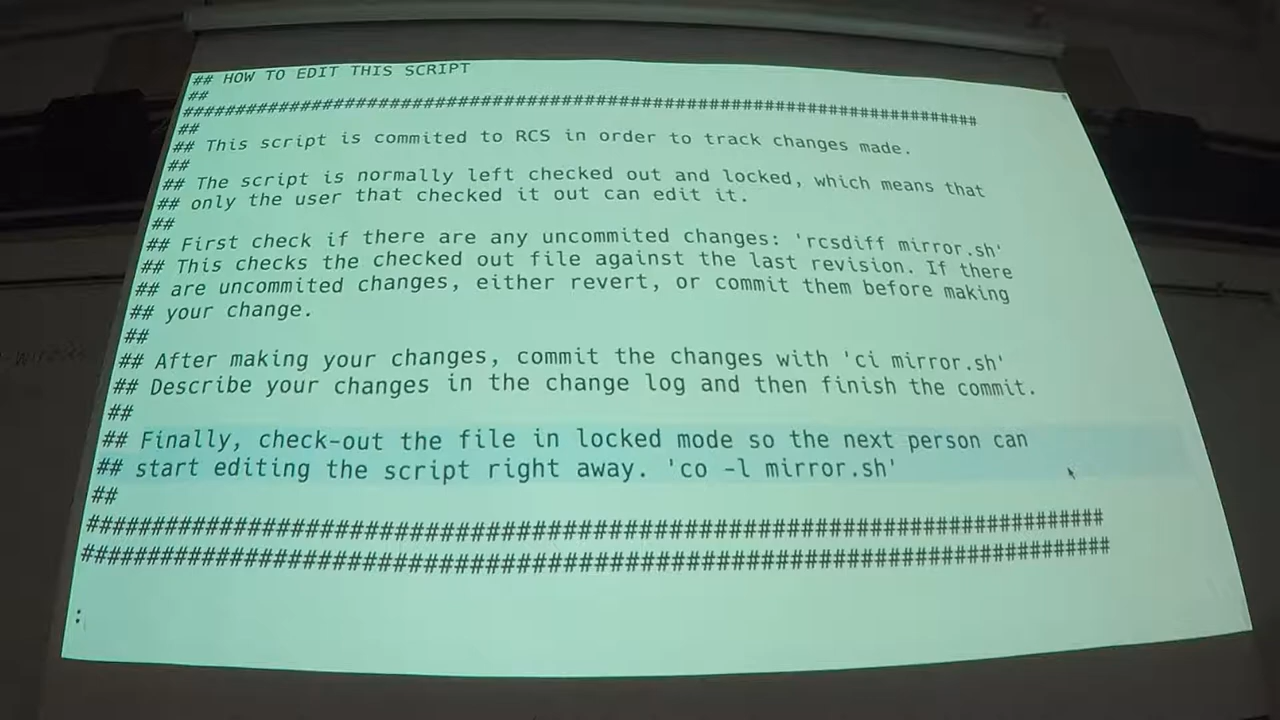 ## HOW TO EDIT THIS SCRIPT
##
################################################################################
##
## This script is commited to RCS in order to track changes made.
##
## The script is normally left checked out and locked, which means that
## only the user that checked it out can edit it.
##
## First check if there are any uncommited changes: 'rcsdiff mirror.sh'
## This checks the checked out file against the last revision. If there
## are uncommited changes, either revert, or commit them before making
## your change.
##
## After making your changes, commit the changes with 'ci mirror.sh'
## Describe your changes in the change log and then finish the commit.
##
## Finally, check-out the file in locked mode so the next person can
## start editing the script right away. 'co -l mirror.sh'
##
################################################################################
################################################################################
: